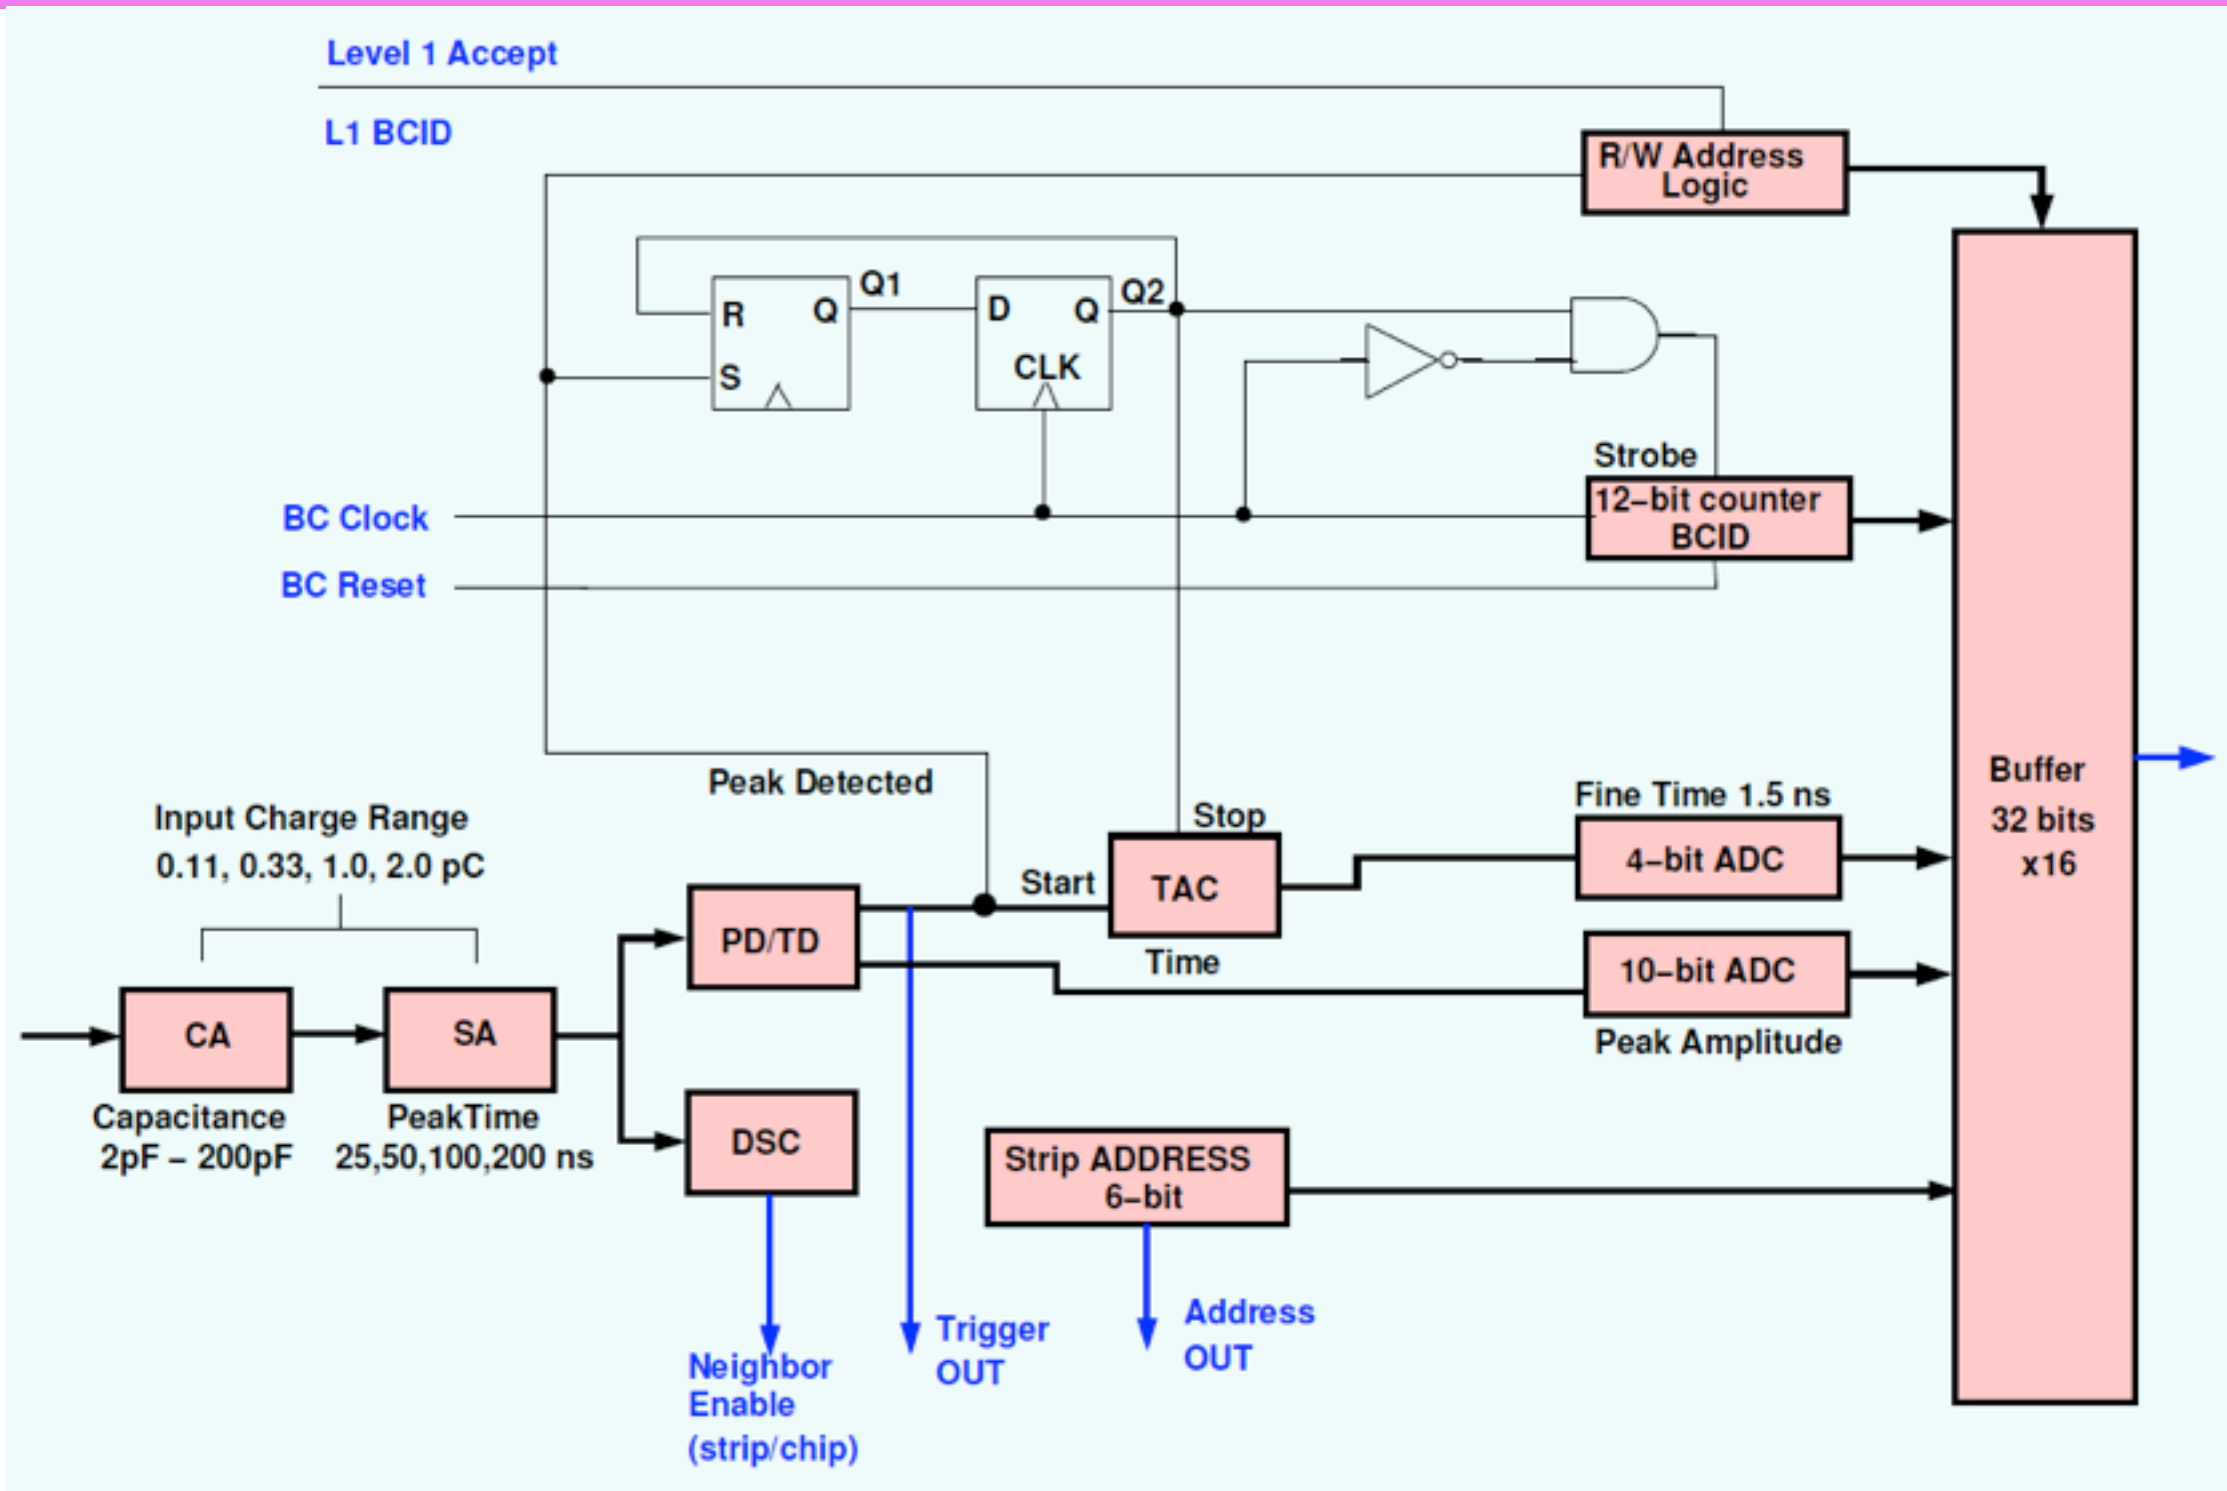 Level 1 Accept
L1 BCID
R/W Address
Logic
R
Q
Q1
D
Q
Q2
S
CLK
Strobe
BC Clock
12-bit counter
BCID
BC Reset
Peak Detected
Buffer
32 bits
x16
Input Charge Range
0.11, 0.33, 1.0, 2.0 pC
Stop
Start
TAC
Time
Fine Time 1.5 ns
4-bit ADC
PD/TD
10-bit ADC
Peak Amplitude
CA
SA
Capacitance
2pF – 200pF
PeakTime
25,50,100,200 ns
DSC
Strip ADDRESS
6-bit
Neighbor
Enable
(strip/chip)
Trigger
OUT
Address
OUT